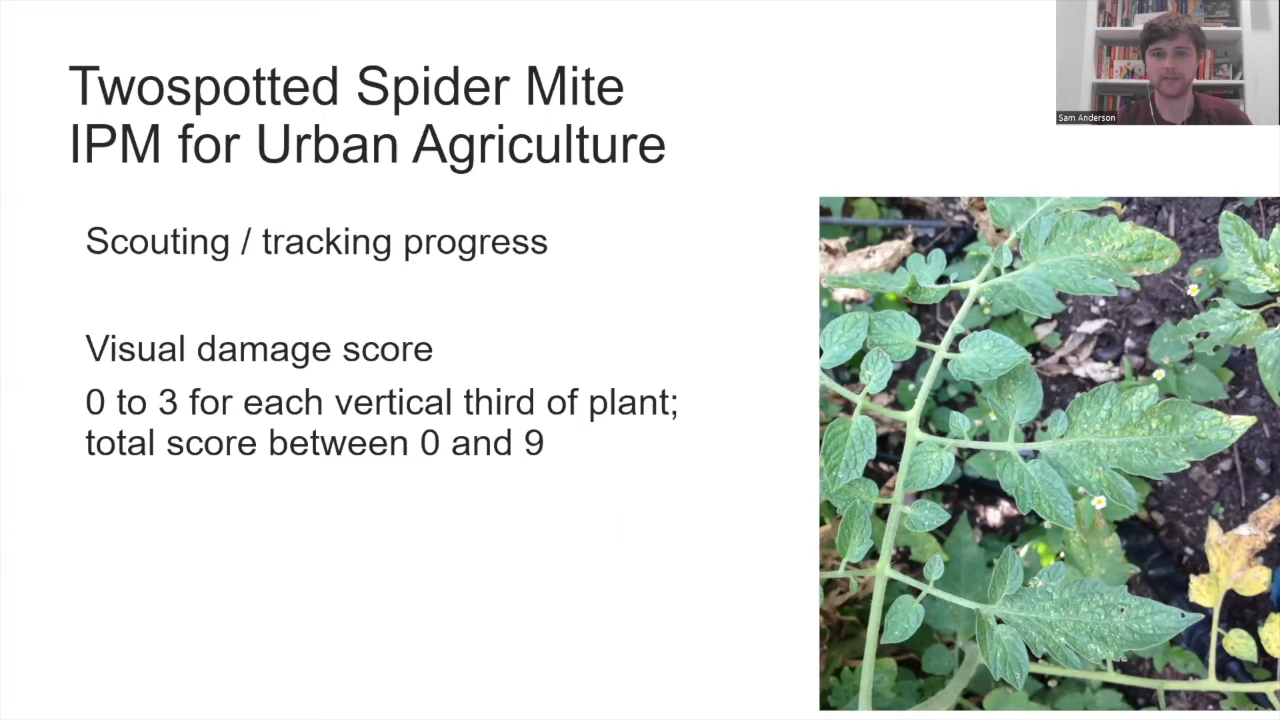 Twospotted Spider Mite
IPM for Urban Agriculture
Sam Anderson
Scouting / tracking progress
Visual damage score
0 to 3 for each vertical third of plant;
total score between 0 and 9